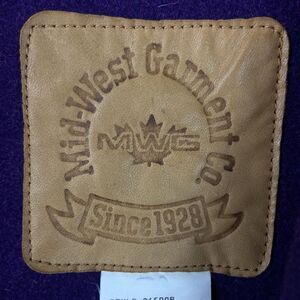 Mid-West Garment Co.
MWG
Since 1928